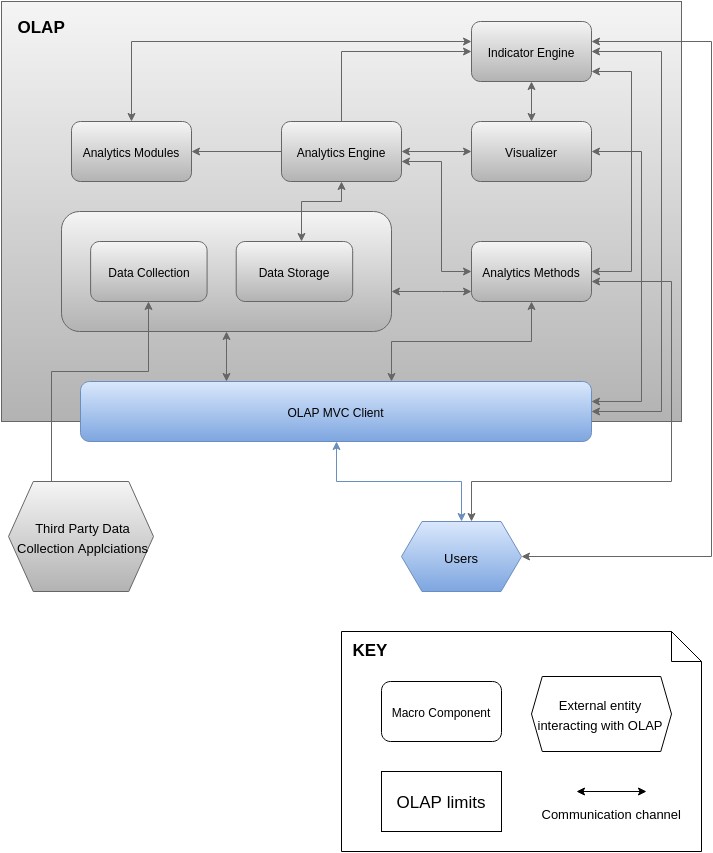 OLAP
Indicator Engine
Analytics Modules
Analytics Engine
Visualizer
Data Collection
Data Storage
Analytics Methods
OLAP MVC Client
Third Party Data
Collection Applciations
Users
KEY
Macro Component
External entity
interacting with OLAP
OLAP limits
Communication channel